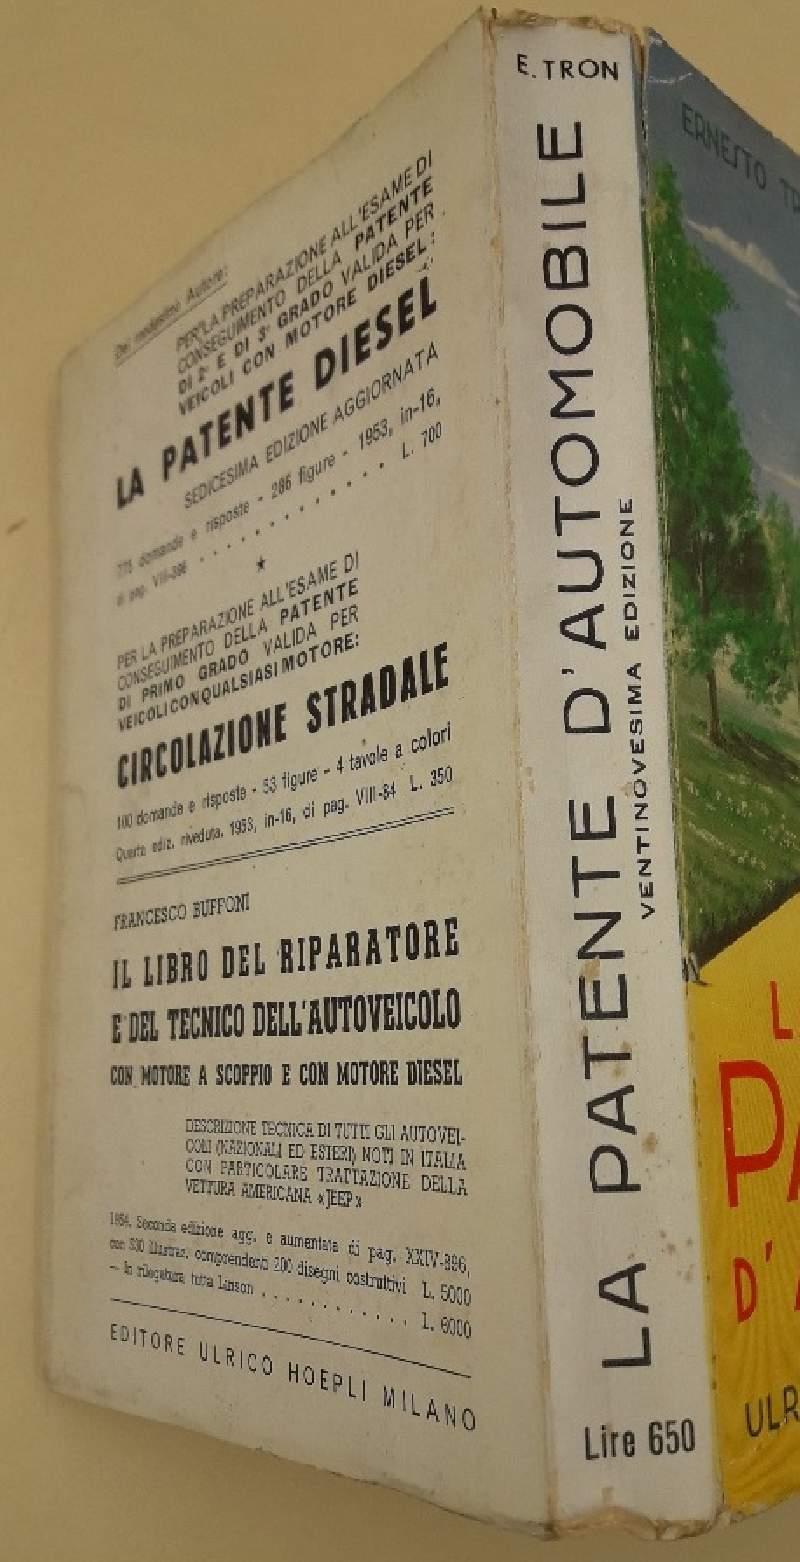 Del medesimo Autore:
PER LA PREPARAZIONE ALL'ESAME DI
CONSEGUIMENTO DELLA PATENTE
DI 2° E DI 3° GRADO VALIDA PER
VEICOLI CON MOTORE DIESEL:
LA PATENTE DIESEL
SEDICESIMA EDIZIONE AGGIORNATA
775 domande e risposte - 286 figure - 1953, in-16,
di pag. VIII-396 . . . . . . . . . . . . L. 700
★
PER LA PREPARAZIONE ALL'ESAME DI
CONSEGUIMENTO DELLA PATENTE
DI PRIMO GRADO VALIDA PER
VEICOLI CON QUALSIASI MOTORE:
CIRCOLAZIONE STRADALE
100 domande e risposte - 53 figure - 4 tavole a colori
Quarta ediz. riveduta, 1953, in-16, di pag. VIII-84 L. 350
FRANCESCO BUFFONI
IL LIBRO DEL RIPARATORE
E DEL TECNICO DELL'AUTOVEICOLO
CON MOTORE A SCOPPIO E CON MOTORE DIESEL
DESCRIZIONE TECNICA DI TUTTI GLI AUTOVEI-
COLI (NAZIONALI ED ESTERI) NOTI IN ITALIA
CON PARTICOLARE TRATTAZIONE DELLA
VETTURA AMERICANA «JEEP»
1954, Seconda edizione agg. e aumentata di pag. XXIV-896,
con 530 illustraz. comprendenti 200 disegni costruttivi L. 5000
— In rilegatura tutta Linson . . . . . . . . . . . L. 6000
EDITORE ULRICO HOEPLI MILANO
E. TRON
LA PATENTE D'AUTOMOBILE
VENTINOVESIMA EDIZIONE
Lire 650
ERNESTO TR
L
PA
D'A
ULR